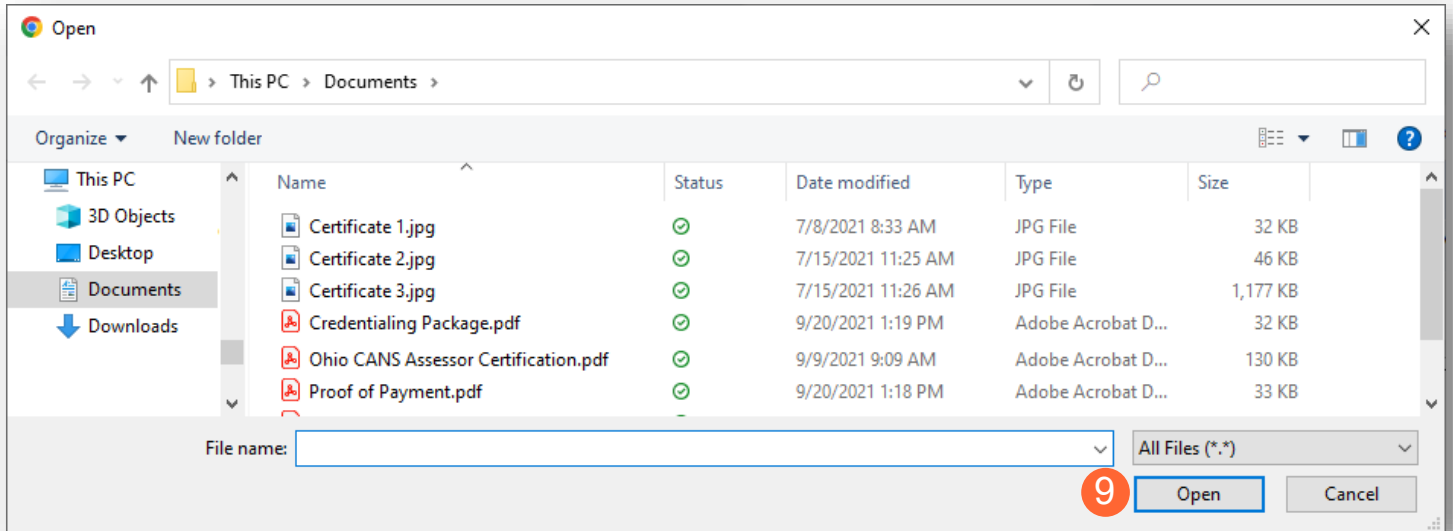 Open
This PC > Documents >
Organize New folder
This PC
3D Objects
Desktop
Documents
Downloads
Name Status Date modified Type Size
Certificate 1.jpg 7/8/2021 8:33 AM JPG File 32 KB
Certificate 2.jpg 7/15/2021 11:25 AM JPG File 46 KB
Certificate 3.jpg 7/15/2021 11:26 AM JPG File 1,177 KB
Credentialing Package.pdf 9/20/2021 1:19 PM Adobe Acrobat D... 32 KB
Ohio CANS Assessor Certification.pdf 9/9/2021 9:09 AM Adobe Acrobat D... 130 KB
Proof of Payment.pdf 9/20/2021 1:18 PM Adobe Acrobat D... 33 KB
File name: All Files (*.*)
9 Open Cancel